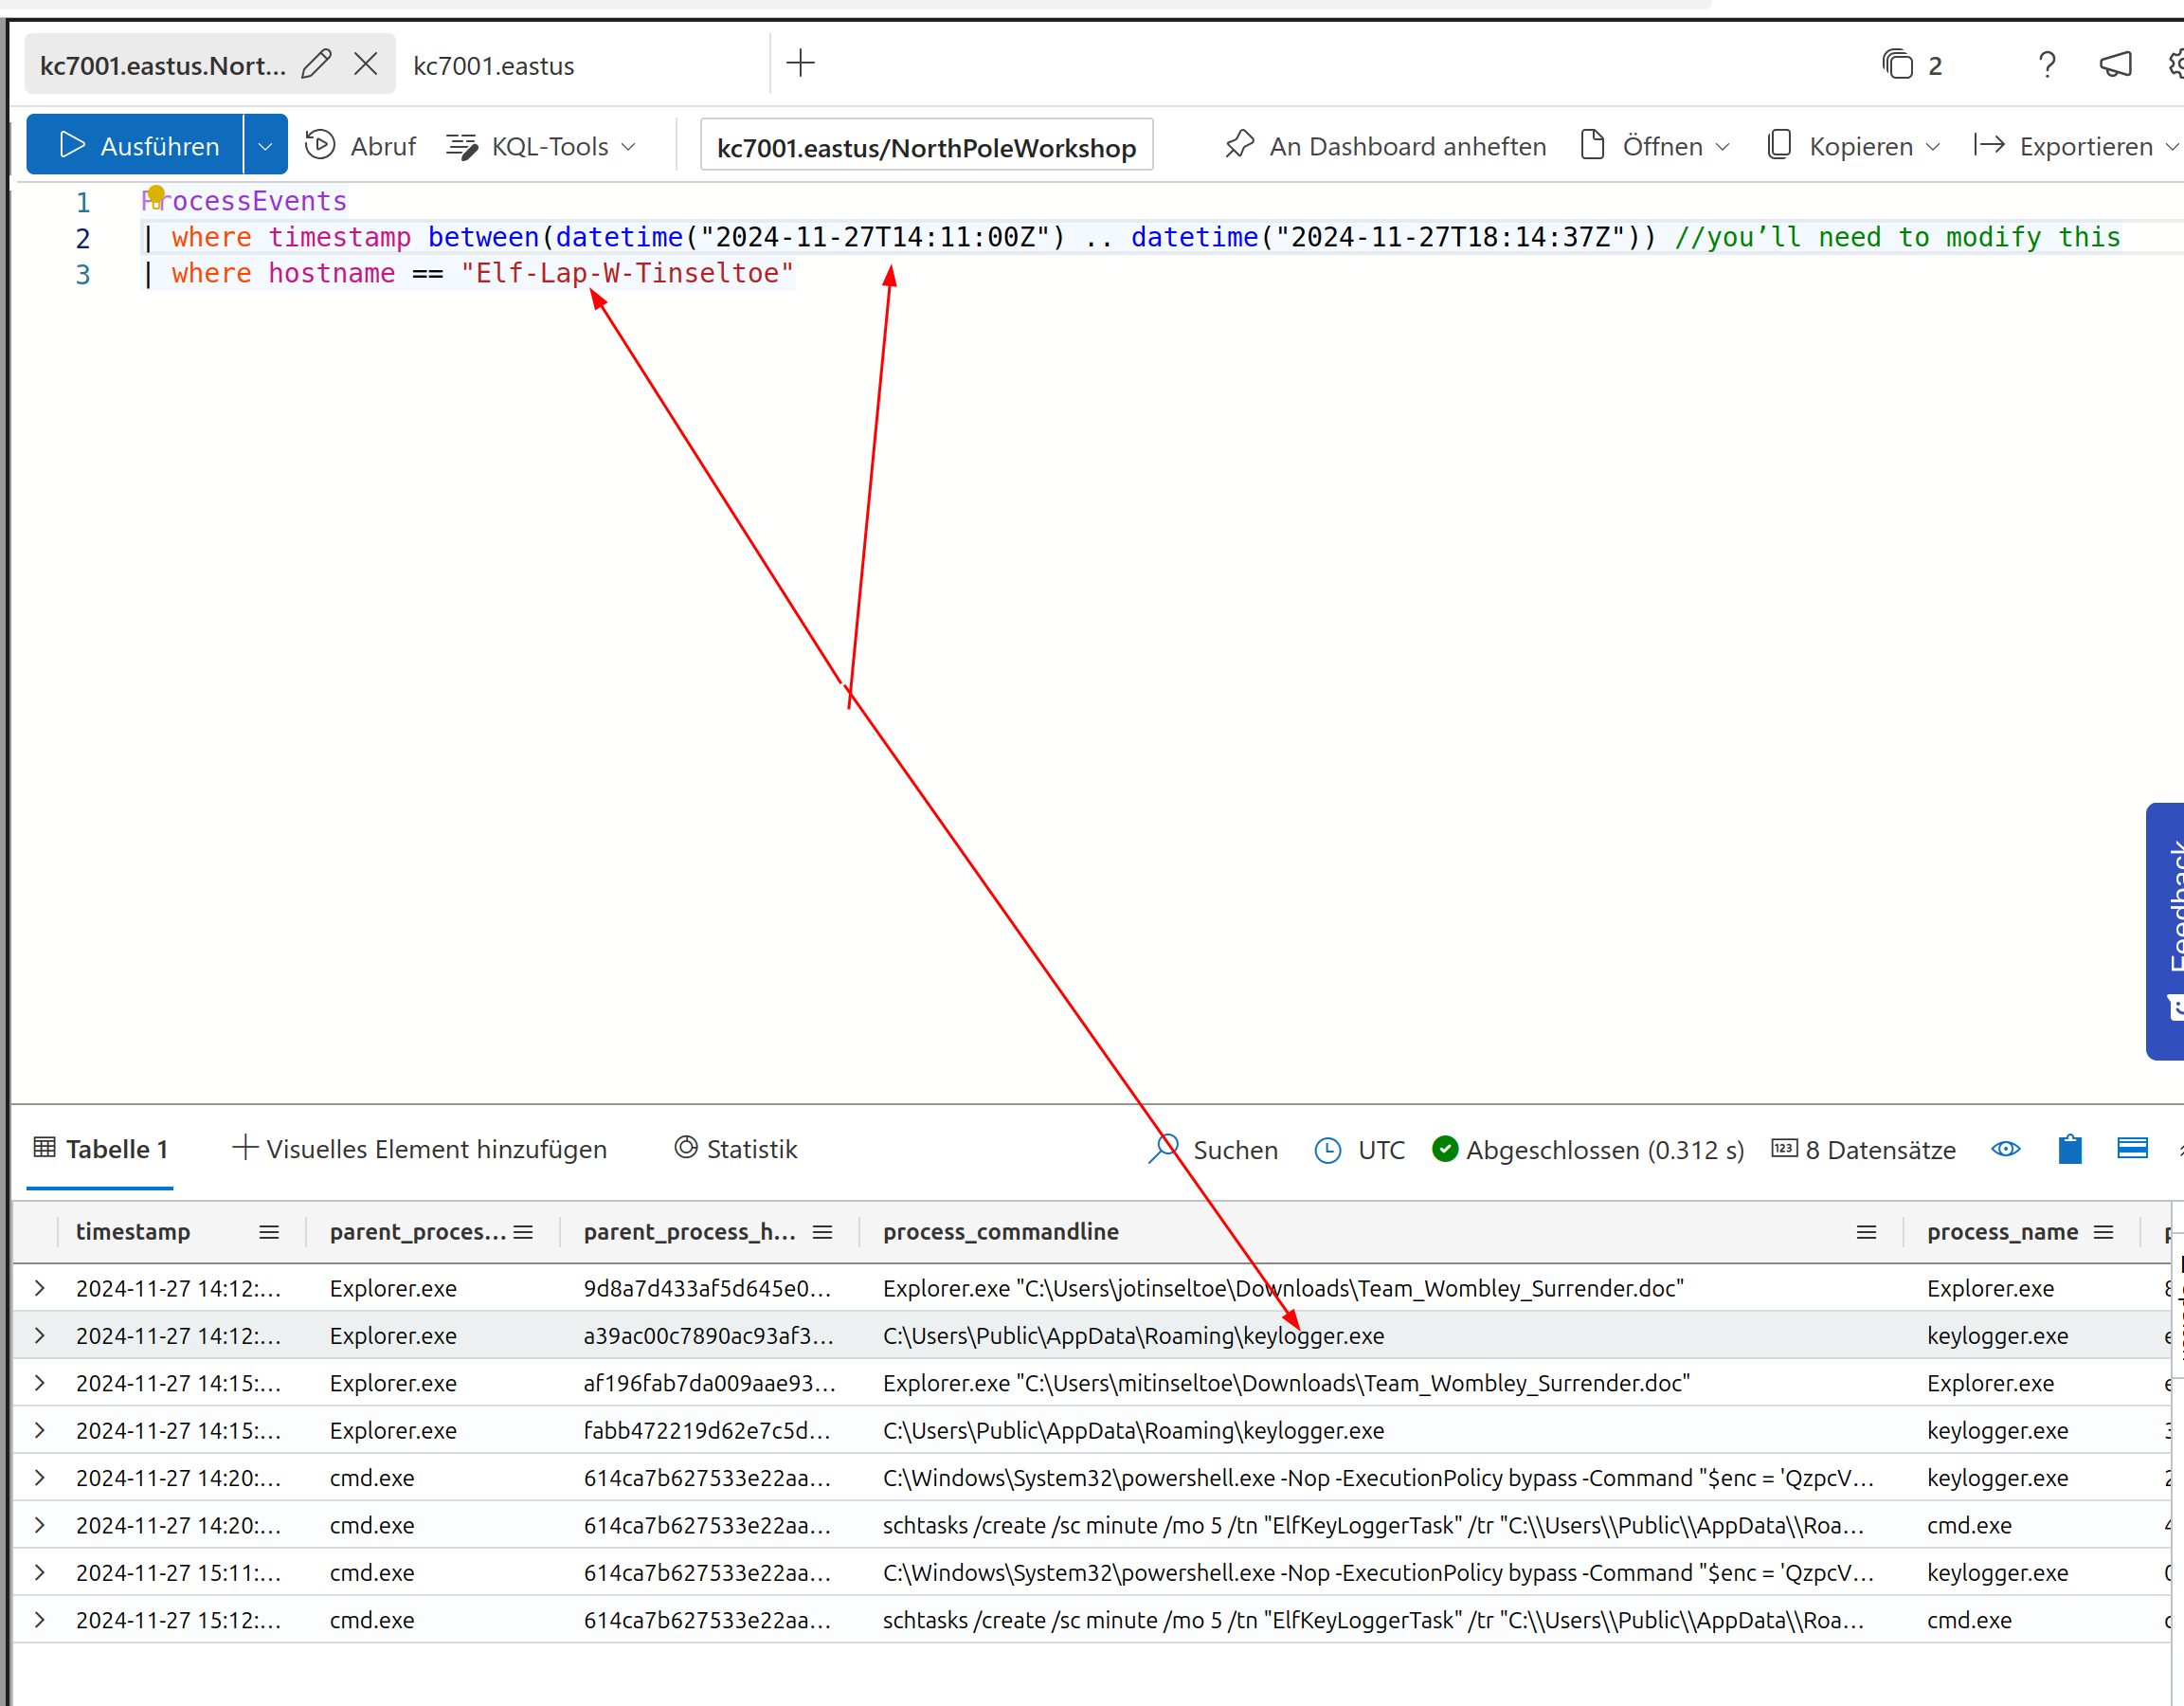 kc7001.eastus.Nort... kc7001.eastus 2 ?
Ausführen Abruf KQL-Tools kc7001.eastus/NorthPoleWorkshop An Dashboard anheften Öffnen Kopieren Exportieren
1 ProcessEvents
2 | where timestamp between(datetime("2024-11-27T14:11:00Z") .. datetime("2024-11-27T18:14:37Z")) //you’ll need to modify this
3 | where hostname == "Elf-Lap-W-Tinseltoe"
Feedback
Tabelle 1 Visuelles Element hinzufügen Statistik Suchen UTC Abgeschlossen (0.312 s) 123 8 Datensätze
timestamp parent_proces... parent_process_h... process_commandline process_name
2024-11-27 14:12:... Explorer.exe 9d8a7d433af5d645e0... Explorer.exe "C:\Users\jotinseltoe\Downloads\Team_Wombley_Surrender.doc" Explorer.exe
2024-11-27 14:12:... Explorer.exe a39ac00c7890ac93af3... C:\Users\Public\AppData\Roaming\keylogger.exe keylogger.exe
2024-11-27 14:15:... Explorer.exe af196fab7da009aae93... Explorer.exe "C:\Users\mitinseltoe\Downloads\Team_Wombley_Surrender.doc" Explorer.exe
2024-11-27 14:15:... Explorer.exe fabb472219d62e7c5d... C:\Users\Public\AppData\Roaming\keylogger.exe keylogger.exe
2024-11-27 14:20:... cmd.exe 614ca7b627533e22aa... C:\Windows\System32\powershell.exe -Nop -ExecutionPolicy bypass -Command "$enc = 'QzpcV... keylogger.exe
2024-11-27 14:20:... cmd.exe 614ca7b627533e22aa... schtasks /create /sc minute /mo 5 /tn "ElfKeyLoggerTask" /tr "C:\\Users\\Public\\AppData\\Roa... cmd.exe
2024-11-27 15:11:... cmd.exe 614ca7b627533e22aa... C:\Windows\System32\powershell.exe -Nop -ExecutionPolicy bypass -Command "$enc = 'QzpcV... keylogger.exe
2024-11-27 15:12:... cmd.exe 614ca7b627533e22aa... schtasks /create /sc minute /mo 5 /tn "ElfKeyLoggerTask" /tr "C:\\Users\\Public\\AppData\\Roa... cmd.exe